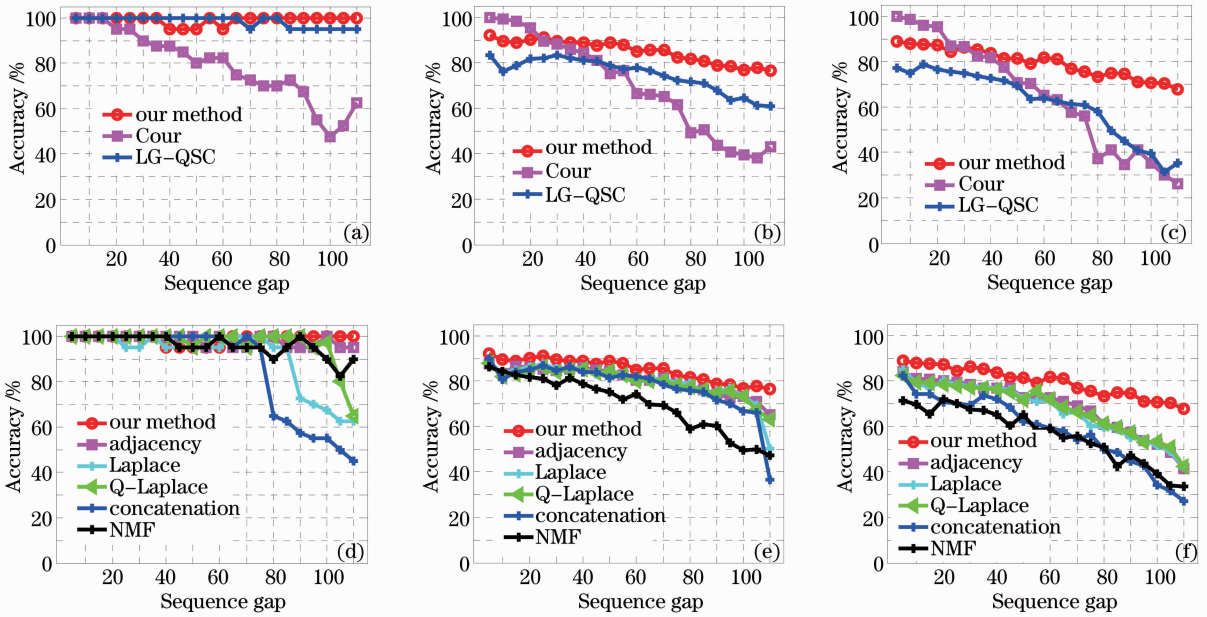 100
80
60
40
20
0
Accuracy /%
our method
Cour
LG-QSC
(a)
20 40 60 80 100
Sequence gap
100
80
60
40
20
0
Accuracy /%
our method
Cour
LG-QSC
(b)
20 40 60 80 100
Sequence gap
100
80
60
40
20
0
Accuracy /%
our method
Cour
LG-QSC
(c)
20 40 60 80 100
Sequence gap
100
80
60
40
20
0
Accuracy /%
our method
adjacency
Laplace
Q-Laplace
concatenation
NMF
(d)
20 40 60 80 100
Sequence gap
100
80
60
40
20
0
Accuracy /%
our method
adjacency
Laplace
Q-Laplace
concatenation
NMF
(e)
20 40 60 80 100
Sequence gap
100
80
60
40
20
0
Accuracy /%
our method
adjacency
Laplace
Q-Laplace
concatenation
NMF
(f)
20 40 60 80 100
Sequence gap